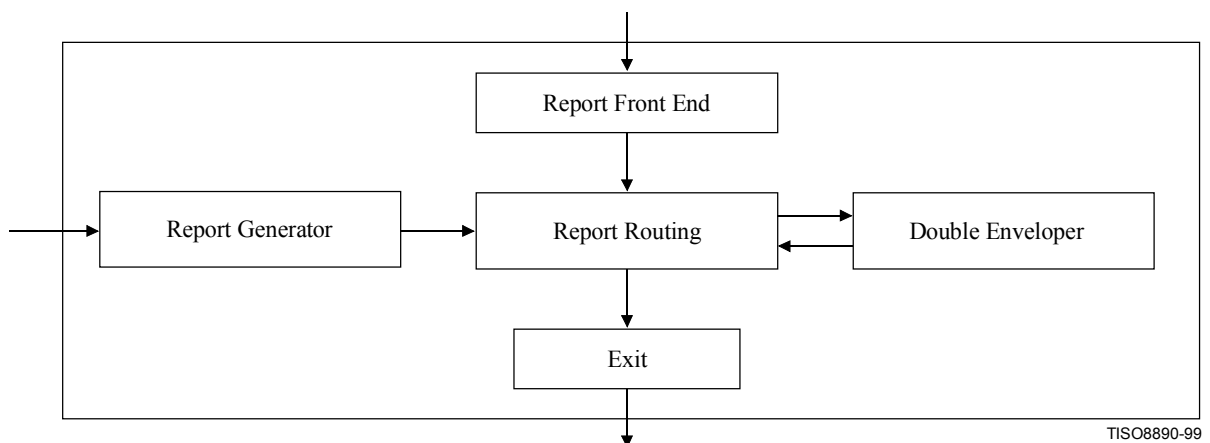 Report Front End
Report Generator
Report Routing
Double Enveloper
Exit
TISO8890-99